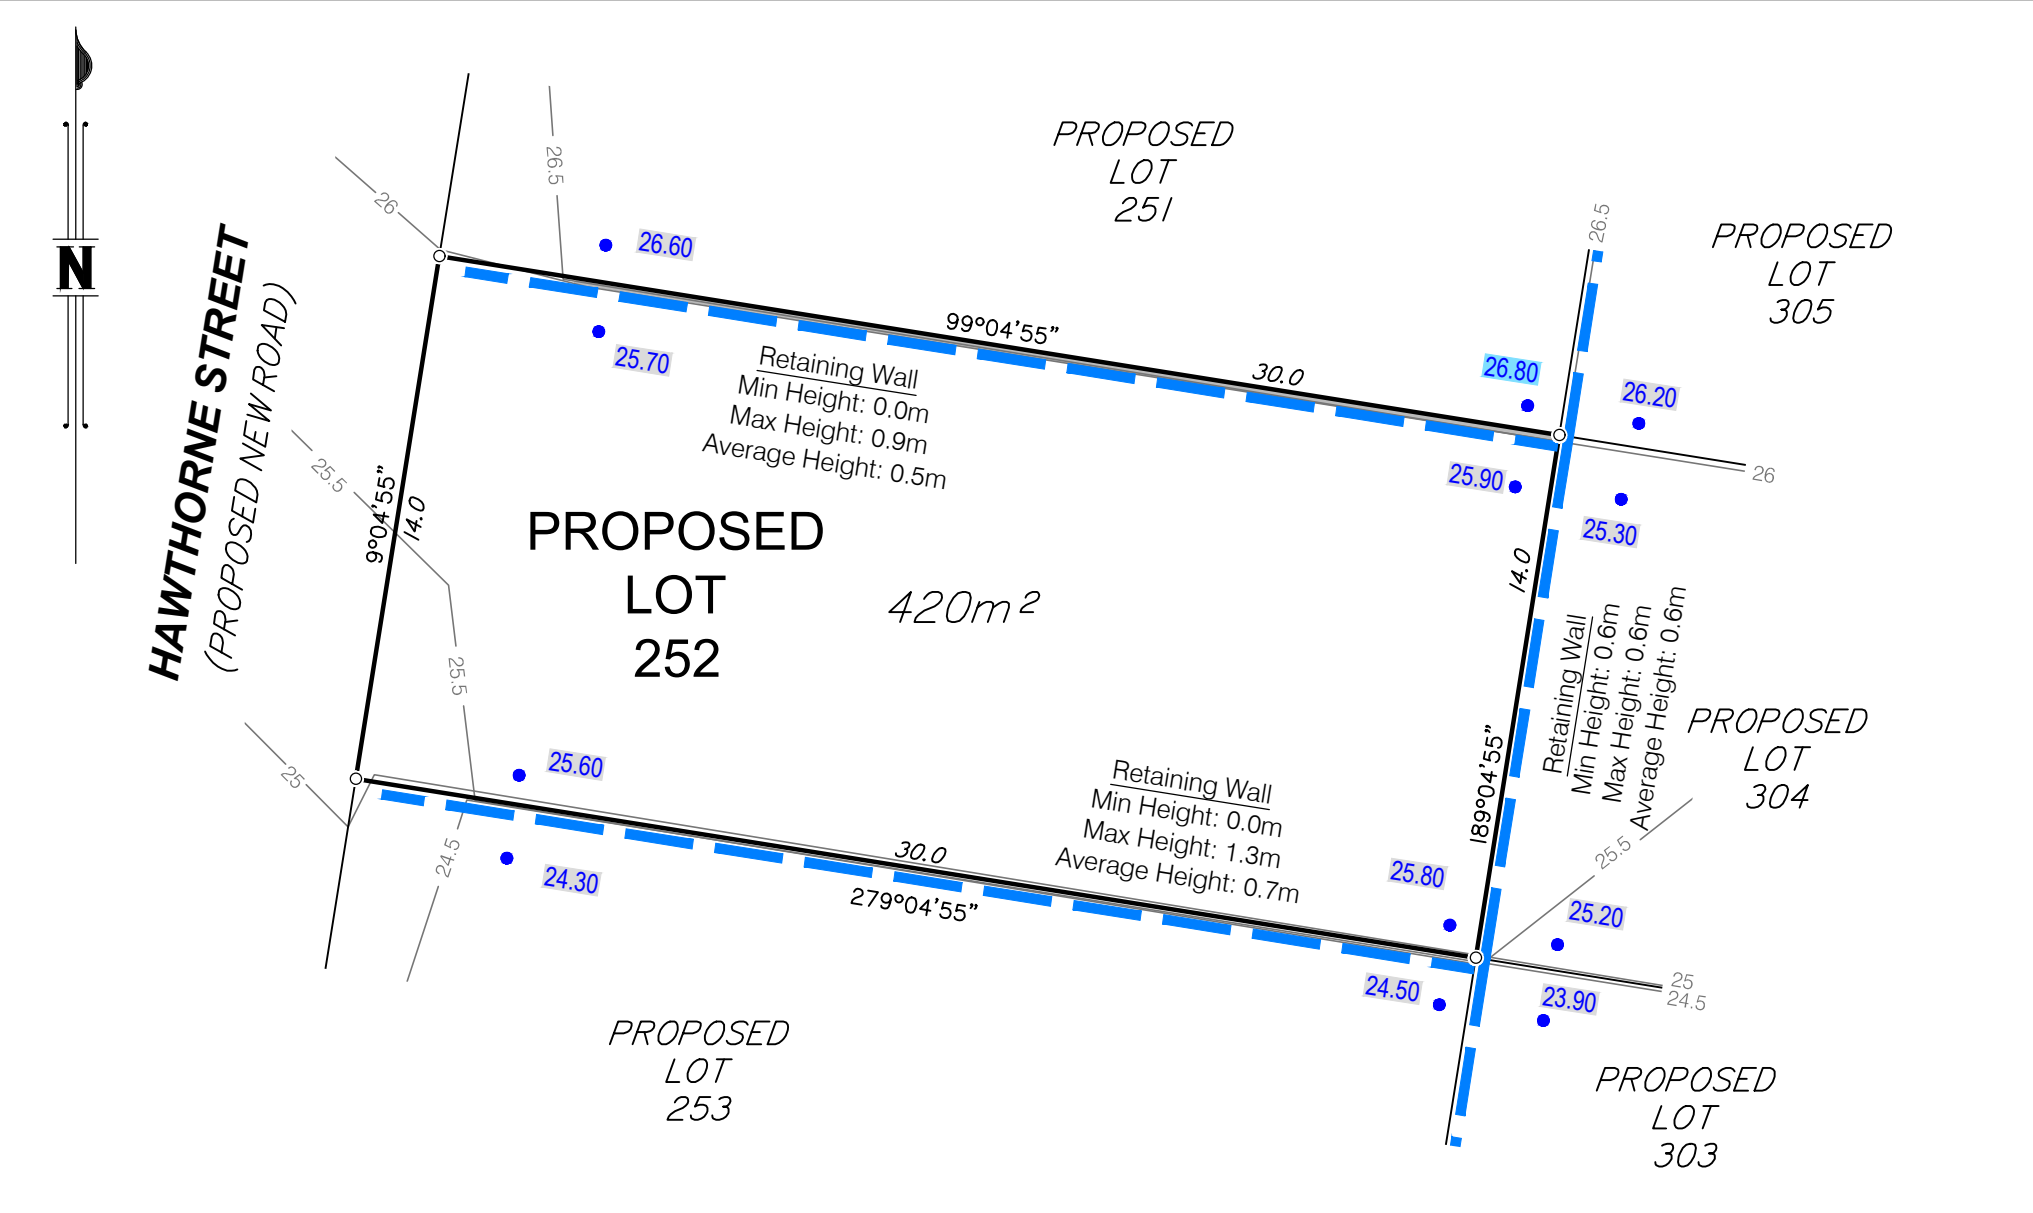 N
HAWTHORNE STREET
(PROPOSED NEW ROAD)
26
26.5
PROPOSED
LOT
251
26.5
PROPOSED
LOT
305
26.60
25.70
99°04'55"
30.0
26.80
26.20
26
25.90
25.30
Retaining Wall
Min Height: 0.0m
Max Height: 0.9m
Average Height: 0.5m
25.5
9°04'55"
14.0
PROPOSED
LOT
252
420m²
14.0
189°04'55"
Retaining Wall
Min Height: 0.6m
Max Height: 0.6m
Average Height: 0.6m
PROPOSED
LOT
304
25.5
25
25.5
25.60
24.5
24.30
30.0
279°04'55"
Retaining Wall
Min Height: 0.0m
Max Height: 1.3m
Average Height: 0.7m
25.80
25.20
24.50
23.90
25
24.5
PROPOSED
LOT
253
PROPOSED
LOT
303